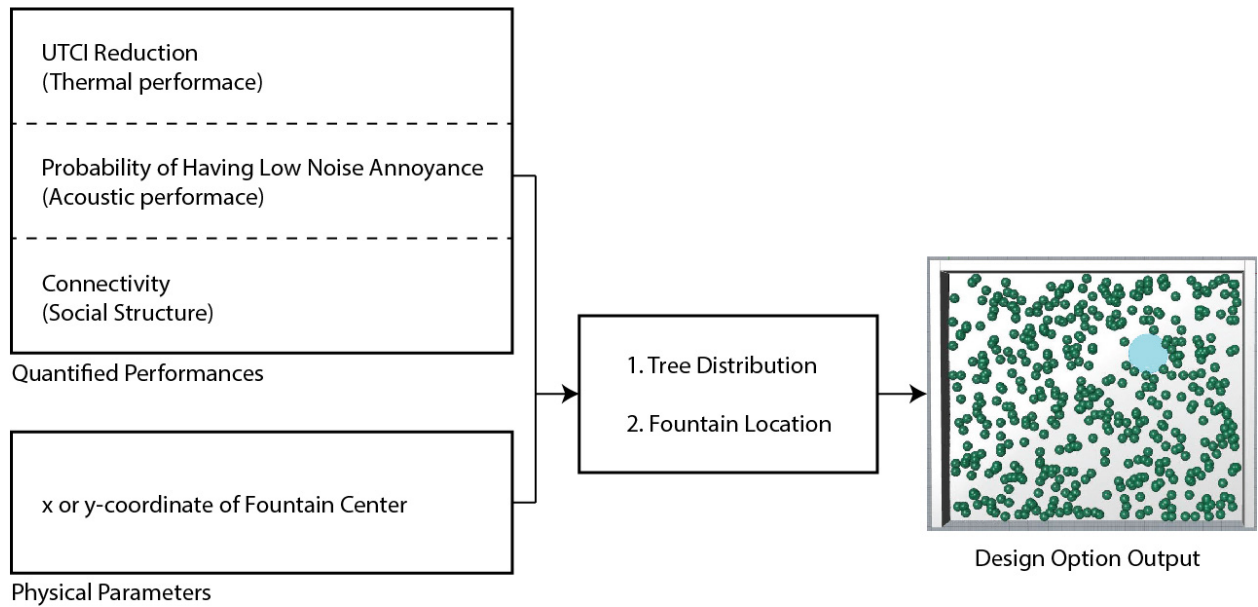 UTCI Reduction
(Thermal performace)
Probability of Having Low Noise Annoyance
(Acoustic performace)
Connectivity
(Social Structure)
Quantified Performances
x or y-coordinate of Fountain Center
Physical Parameters
1. Tree Distribution
2. Fountain Location
Design Option Output